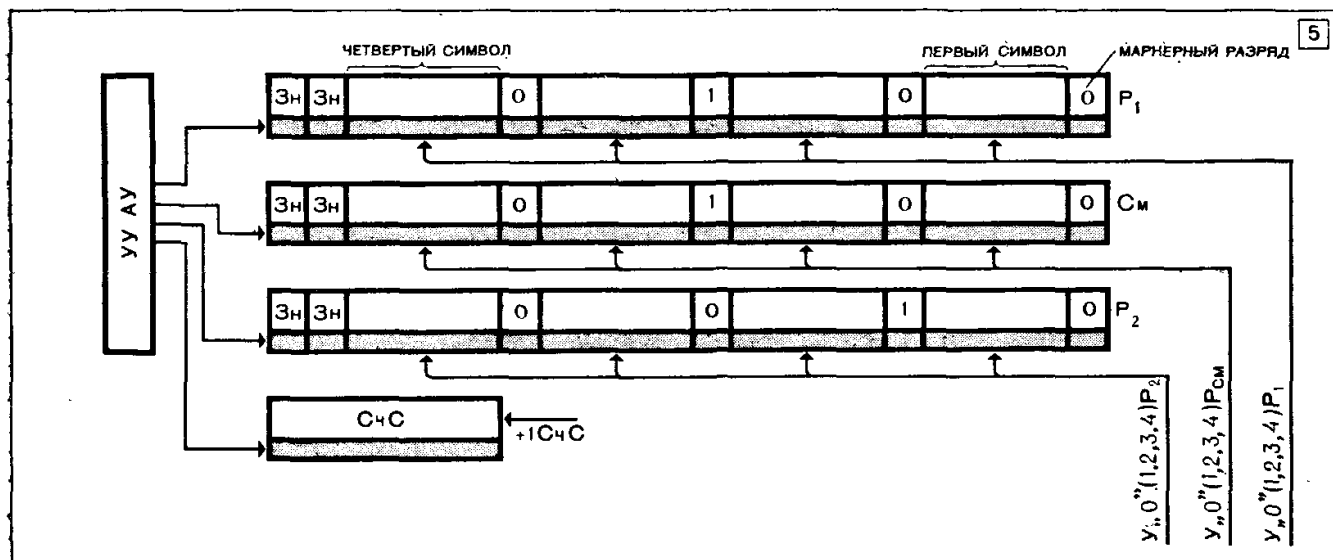 5
ЧЕТВЕРТЫЙ СИМВОЛ ПЕРВЫЙ СИМВОЛ МАРКЕРНЫЙ РАЗРЯД
Зн Зн 0 1 0 0 P₁
УУ АУ
Зн Зн 0 1 0 0 См
Зн Зн 0 0 1 0 P₂
СчС +1СчС
У„0”(1,2,3,4)P₂
У„0”(1,2,3,4)Pсм
У„0”(1,2,3,4)P₁